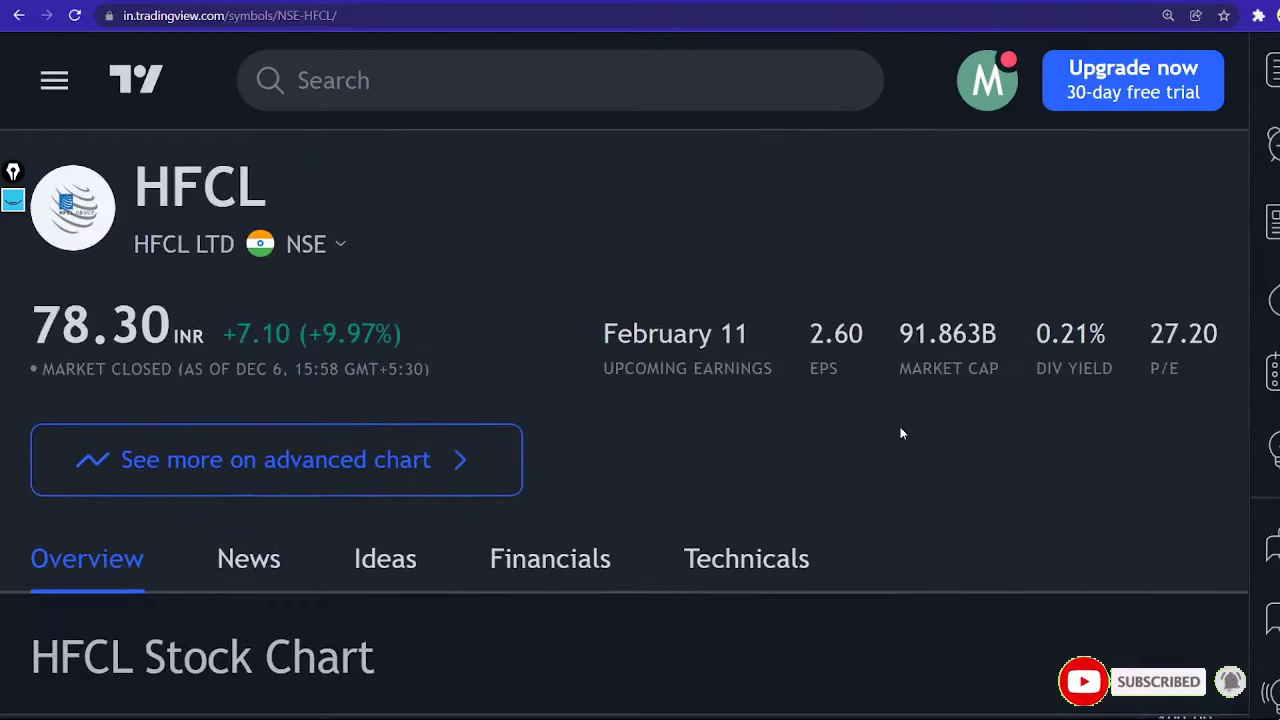 in.tradingview.com/symbols/NSE-HFCL/
Search
M
Upgrade now
30-day free trial
HFCL
HFCL LTD NSE
78.30 INR +7.10 (+9.97%)
• MARKET CLOSED (AS OF DEC 6, 15:58 GMT+5:30)
February 11 2.60 91.863B 0.21% 27.20
UPCOMING EARNINGS EPS MARKET CAP DIV YIELD P/E
See more on advanced chart
Overview News Ideas Financials Technicals
HFCL Stock Chart
SUBSCRIBED